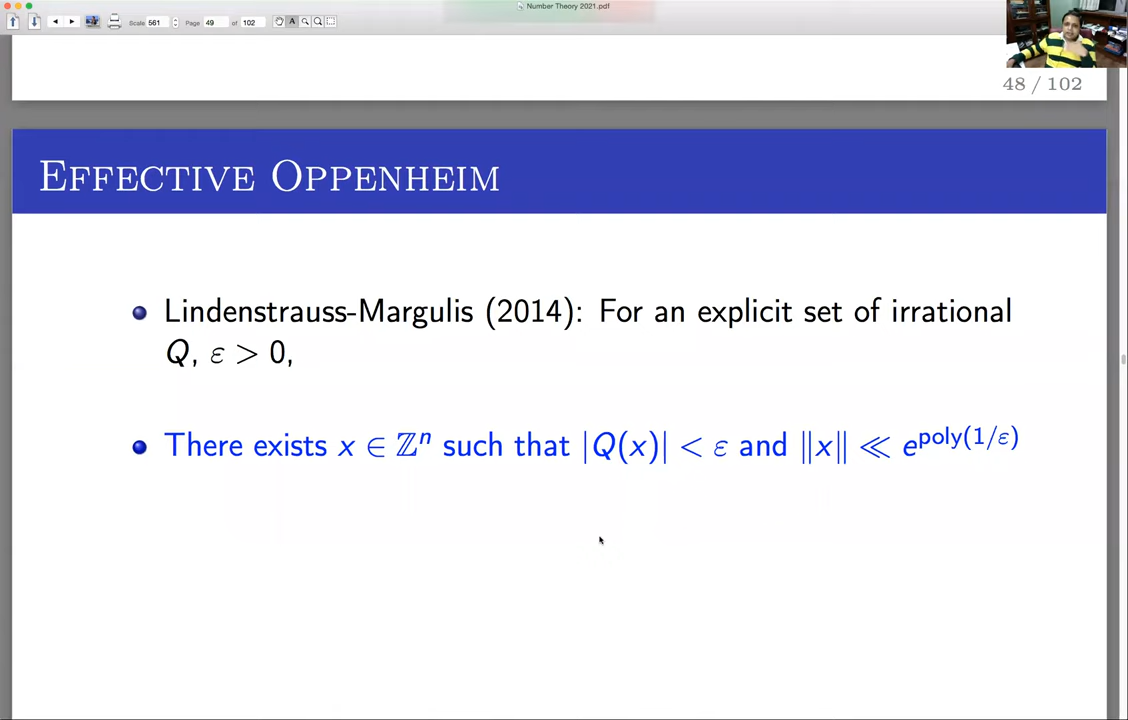 Number Theory 2021.pdf
Scale 561 Page 49 of 102
48 / 102
Effective Oppenheim
Lindenstrauss-Margulis (2014): For an explicit set of irrational
Q, ε > 0,
There exists x ∈ ℤⁿ such that |Q(x)| < ε and ‖x‖ ≪ e^poly(1/ε)